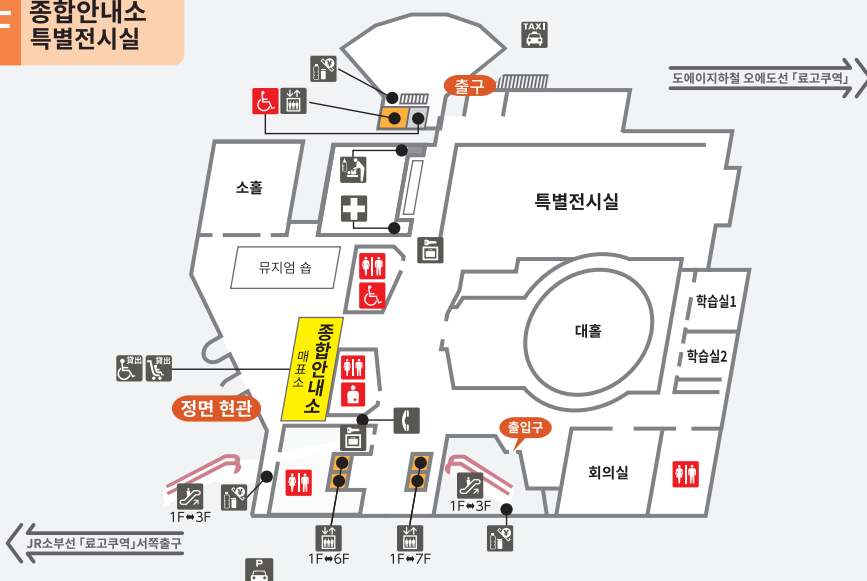 F
종합안내소
특별전시실
TAXI
출구
도에이지하철 오에도선 「료고쿠역」
소홀
특별전시실
뮤지엄 숍
학습실1
대홀
학습실2
종합안내소
매표소
貸出
貸出
정면 현관
출입구
회의실
1F⬌3F
1F⬌3F
JR소부선 「료고쿠역」서쪽출구
1F⬌6F
1F⬌7F
P